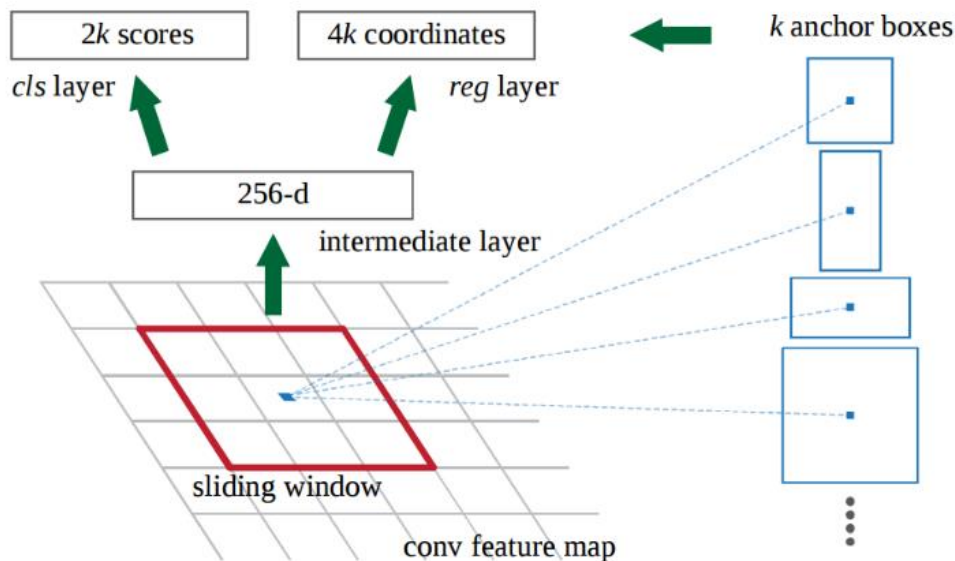 2k scores
4k coordinates
k anchor boxes
cls layer
reg layer
256-d
intermediate layer
sliding window
conv feature map